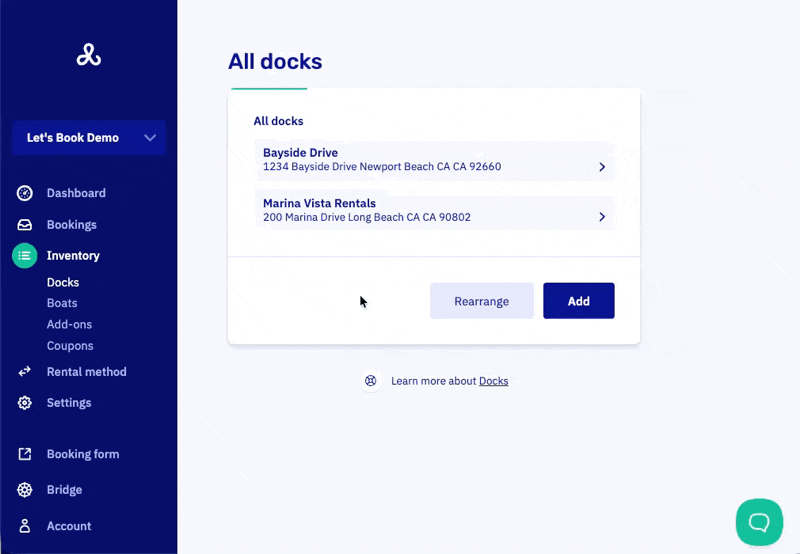 Let's Book Demo
Dashboard
Bookings
Inventory
Docks
Boats
Add-ons
Coupons
Rental method
Settings
Booking form
Bridge
Account
All docks
All docks
Bayside Drive
1234 Bayside Drive Newport Beach CA CA 92660
Marina Vista Rentals
200 Marina Drive Long Beach CA CA 90802
Rearrange
Add
Learn more about Docks